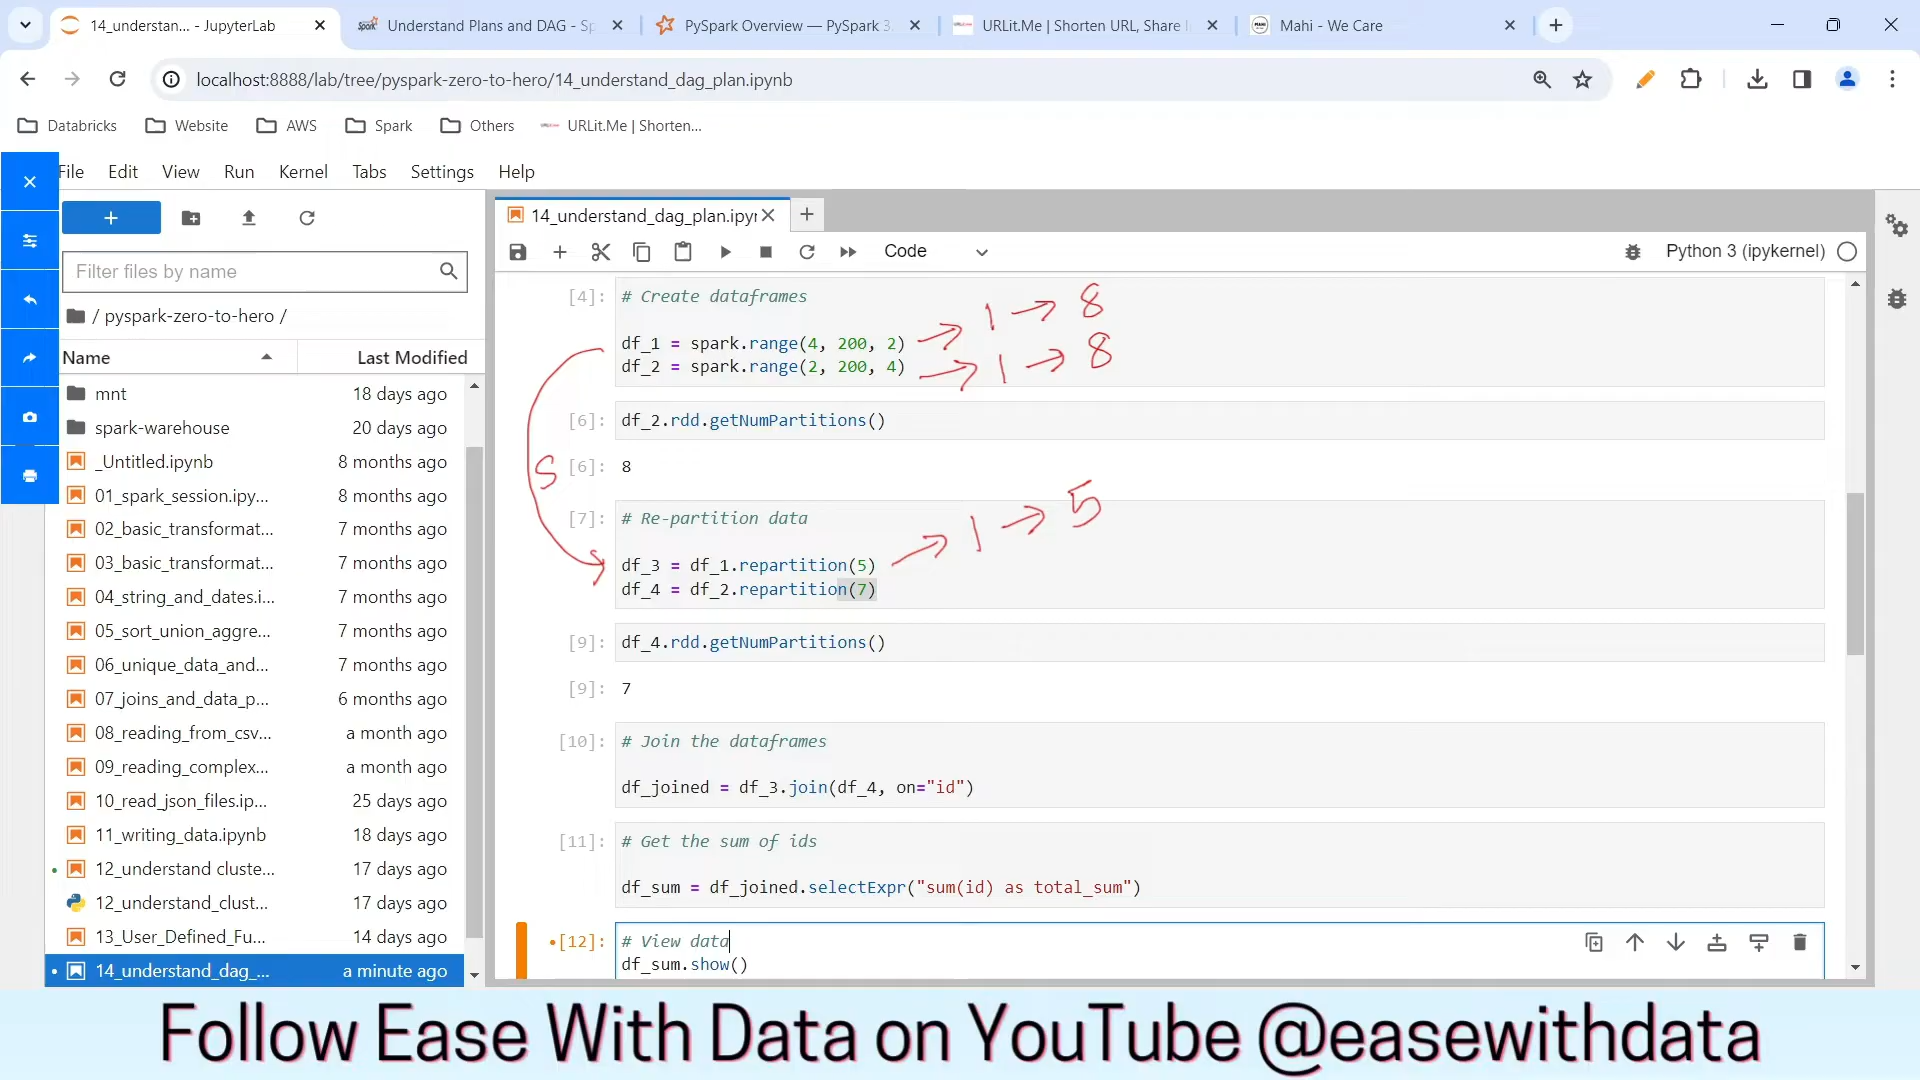 14_understan... - JupyterLab
Understand Plans and DAG - Sp
PySpark Overview — PySpark 3.
URLit.Me | Shorten URL, Share l
Mahi - We Care
localhost:8888/lab/tree/pyspark-zero-to-hero/14_understand_dag_plan.ipynb
Databricks
Website
AWS
Spark
Others
URLit.Me | Shorten...
File Edit View Run Kernel Tabs Settings Help
Filter files by name
/ pyspark-zero-to-hero /
Name Last Modified
mnt 18 days ago
spark-warehouse 20 days ago
_Untitled.ipynb 8 months ago
01_spark_session.ipy... 8 months ago
02_basic_transformat... 7 months ago
03_basic_transformat... 7 months ago
04_string_and_dates.i... 7 months ago
05_sort_union_aggre... 7 months ago
06_unique_data_and... 7 months ago
07_joins_and_data_p... 6 months ago
08_reading_from_csv... a month ago
09_reading_complex... a month ago
10_read_json_files.ip... 25 days ago
11_writing_data.ipynb 18 days ago
12_understand cluste... 17 days ago
12_understand_clust... 17 days ago
13_User_Defined_Fu... 14 days ago
14_understand_dag_... a minute ago
14_understand_dag_plan.ipyn
Code
Python 3 (ipykernel)
[4]: # Create dataframes
df_1 = spark.range(4, 200, 2) → 1 → 8
df_2 = spark.range(2, 200, 4) → 1 → 8
[6]: df_2.rdd.getNumPartitions()
S
[6]: 8
[7]: # Re-partition data
df_3 = df_1.repartition(5) → 1 → 5
df_4 = df_2.repartition(7)
[9]: df_4.rdd.getNumPartitions()
[9]: 7
[10]: # Join the dataframes
df_joined = df_3.join(df_4, on="id")
[11]: # Get the sum of ids
df_sum = df_joined.selectExpr("sum(id) as total_sum")
[12]: # View data
df_sum.show()
Follow Ease With Data on YouTube @easewithdata